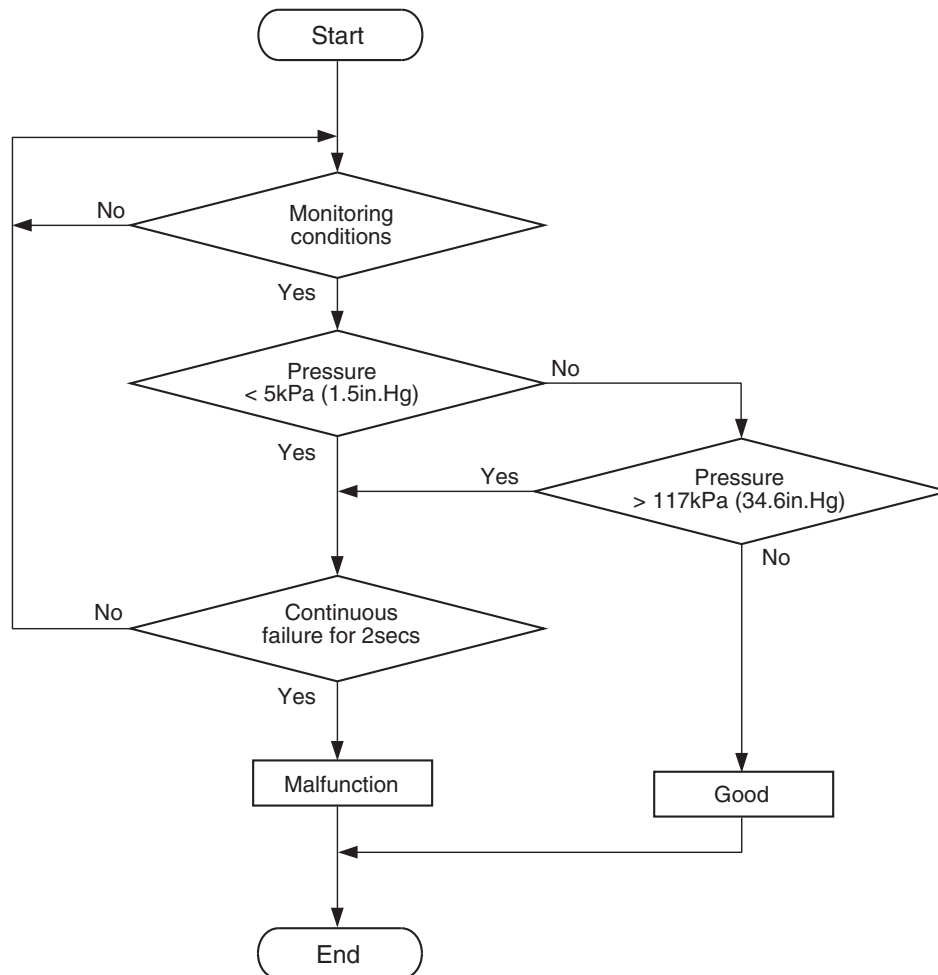 Start
No
Monitoring
conditions
Yes
Pressure
< 5kPa (1.5in.Hg)
No
Yes
Yes
Pressure
> 117kPa (34.6in.Hg)
No
No
Continuous
failure for 2secs
Yes
Malfunction
Good
End